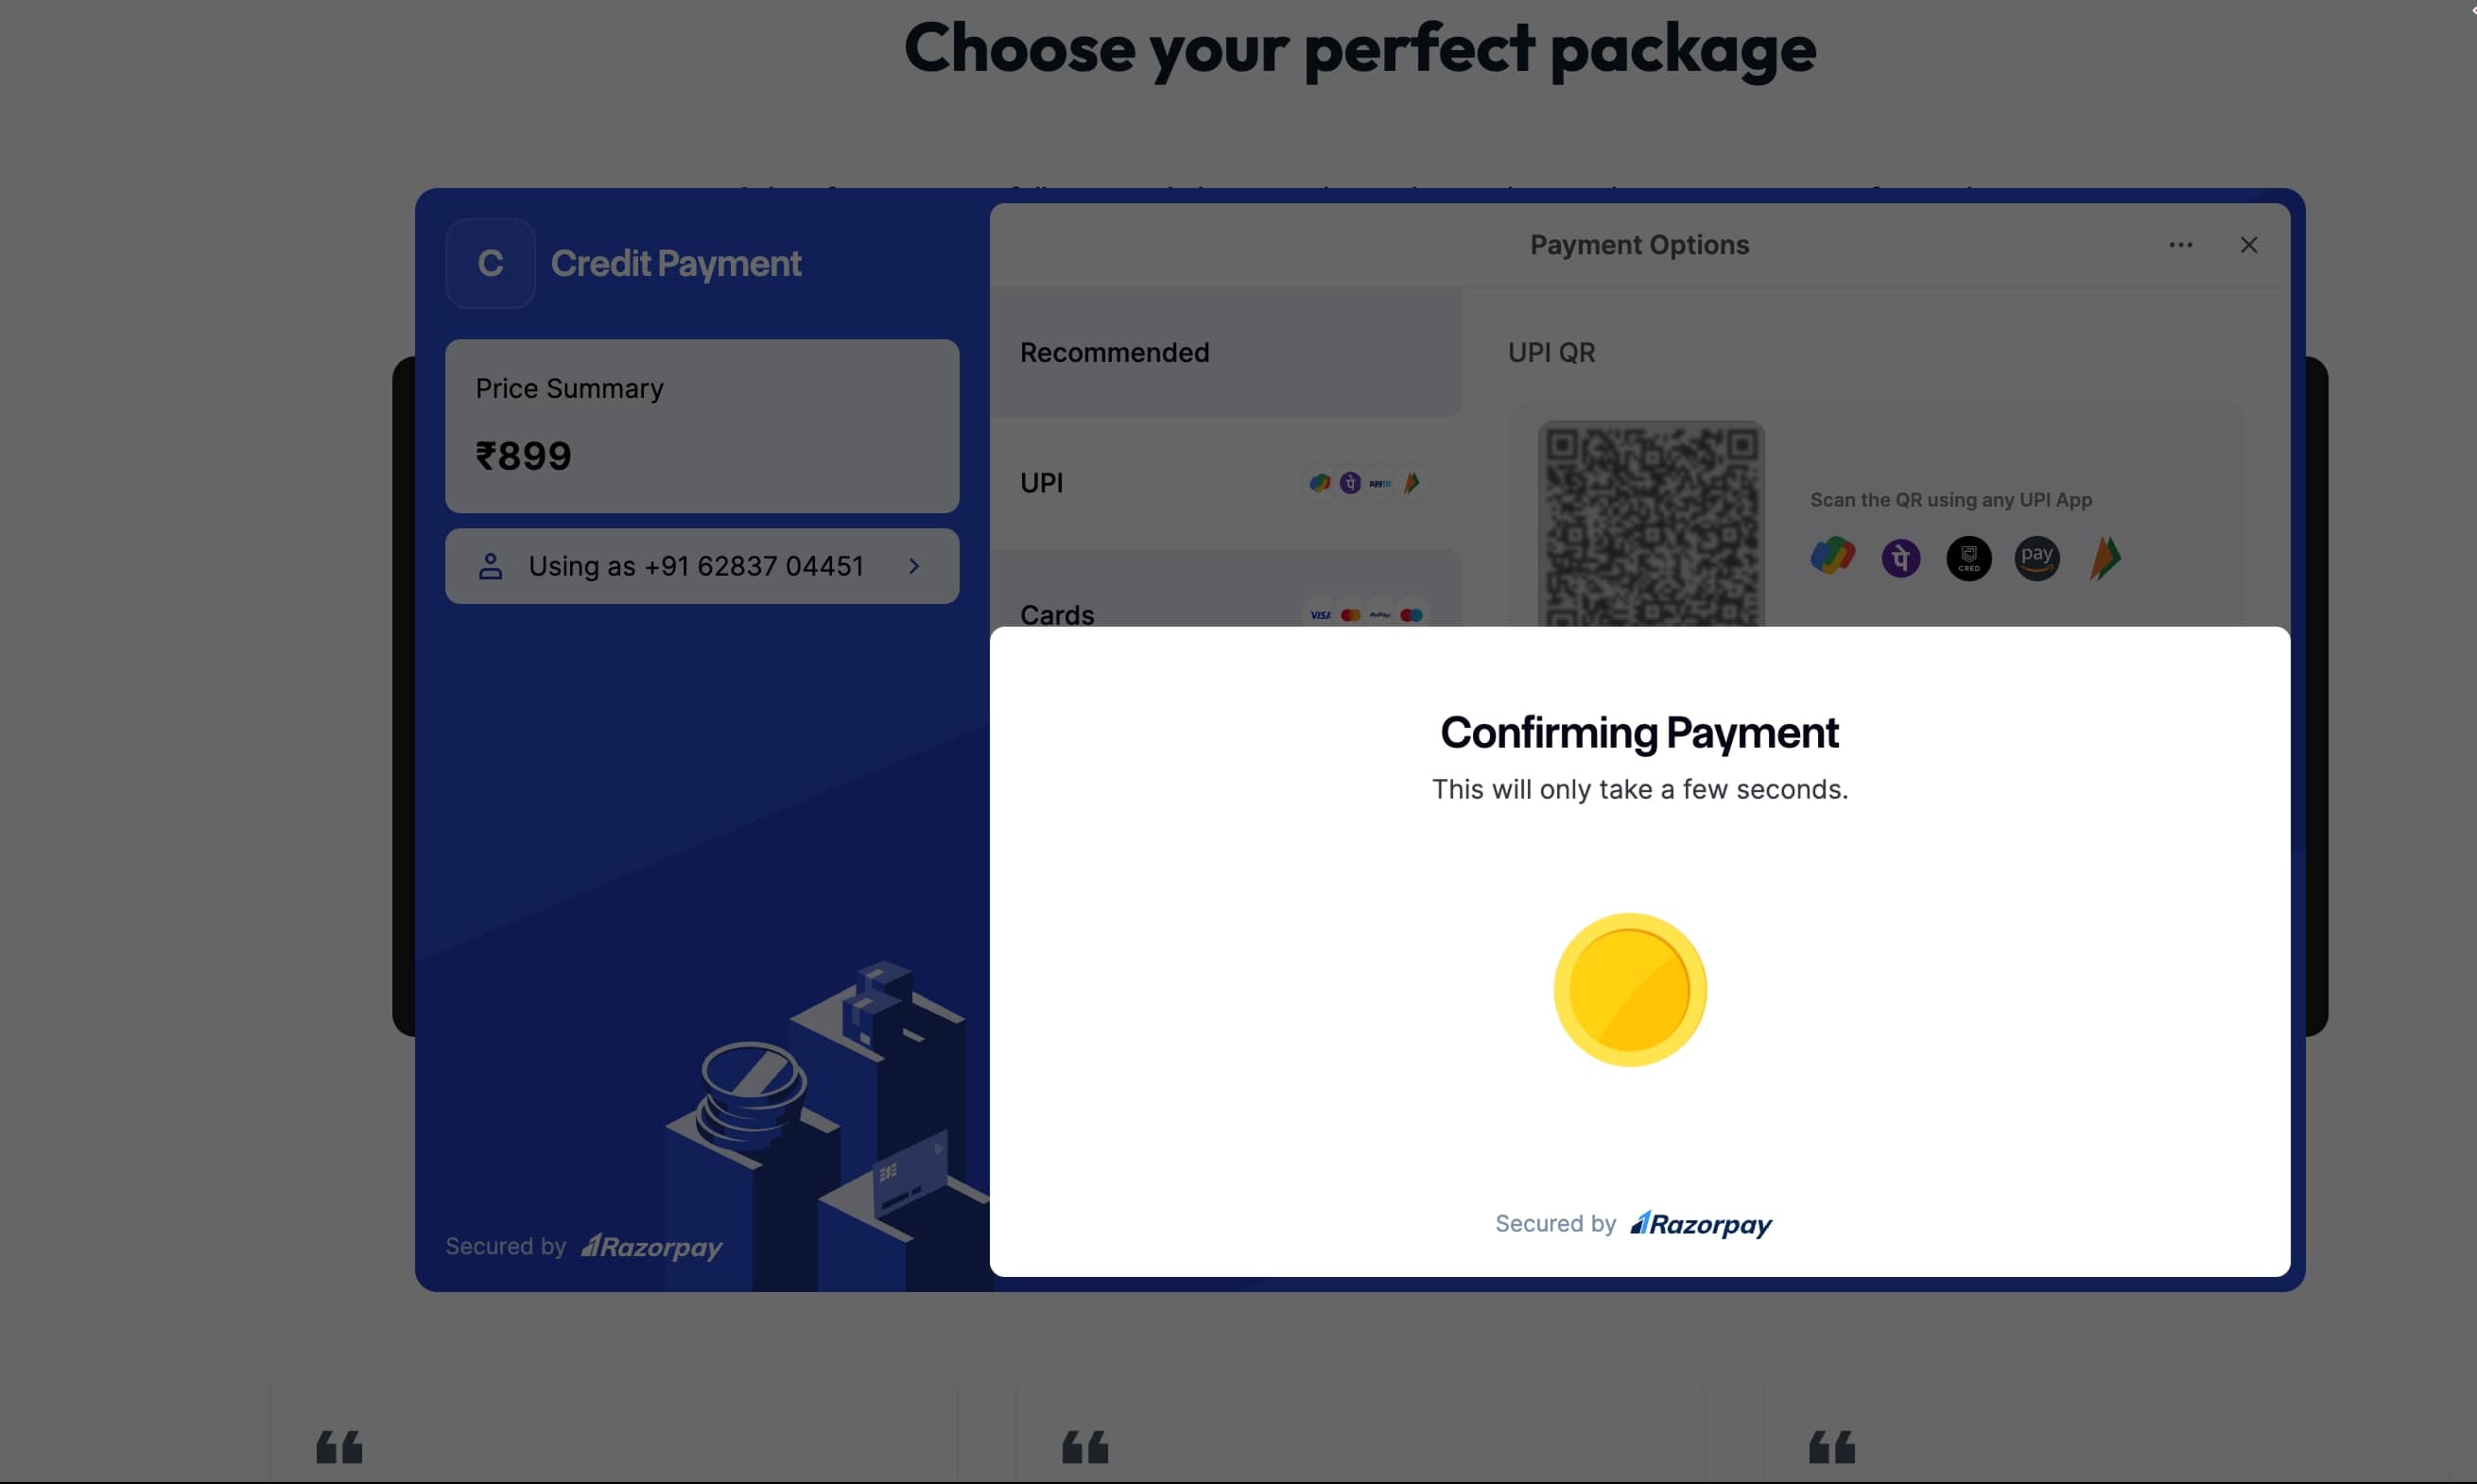 Choose your perfect package
C
Credit Payment
Price Summary
₹899
Using as +91 62837 04451
Secured by Razorpay
Payment Options
Recommended
UPI
Cards
VISA
UPI QR
Scan the QR using any UPI App
पे
CRED
pay
Confirming Payment
This will only take a few seconds.
Secured by Razorpay